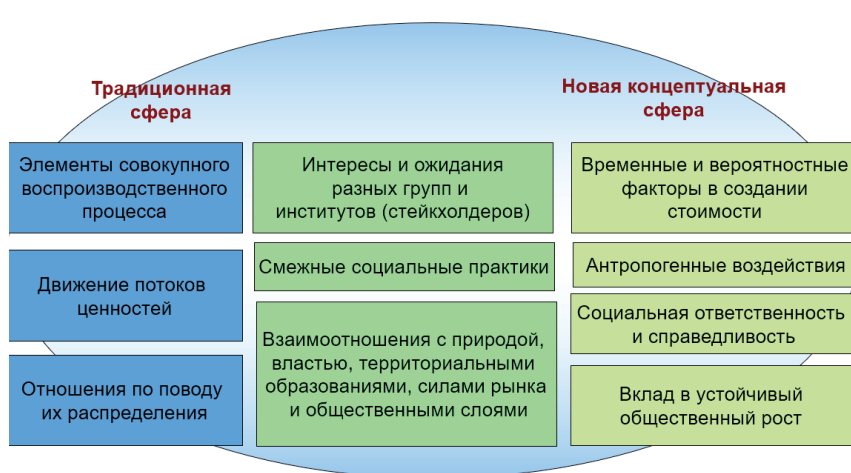 Традиционная
сфера
Новая концептуальная
сфера
Элементы совокупного
воспроизводственного
процесса
Движение потоков
ценностей
Отношения по поводу
их распределения
Интересы и ожидания
разных групп и
институтов (стейкхолдеров)
Смежные социальные практики
Взаимоотношения с природой,
властью, территориальными
образованиями, силами рынка
и общественными слоями
Временные и вероятностные
факторы в создании
стоимости
Антропогенные воздействия
Социальная ответственность
и справедливость
Вклад в устойчивый
общественный рост